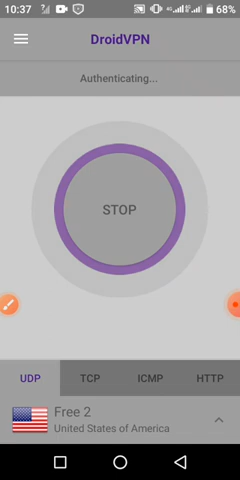 10:37
68%
DroidVPN
Authenticating...
STOP
UDP TCP ICMP HTTP
Free 2
United States of America